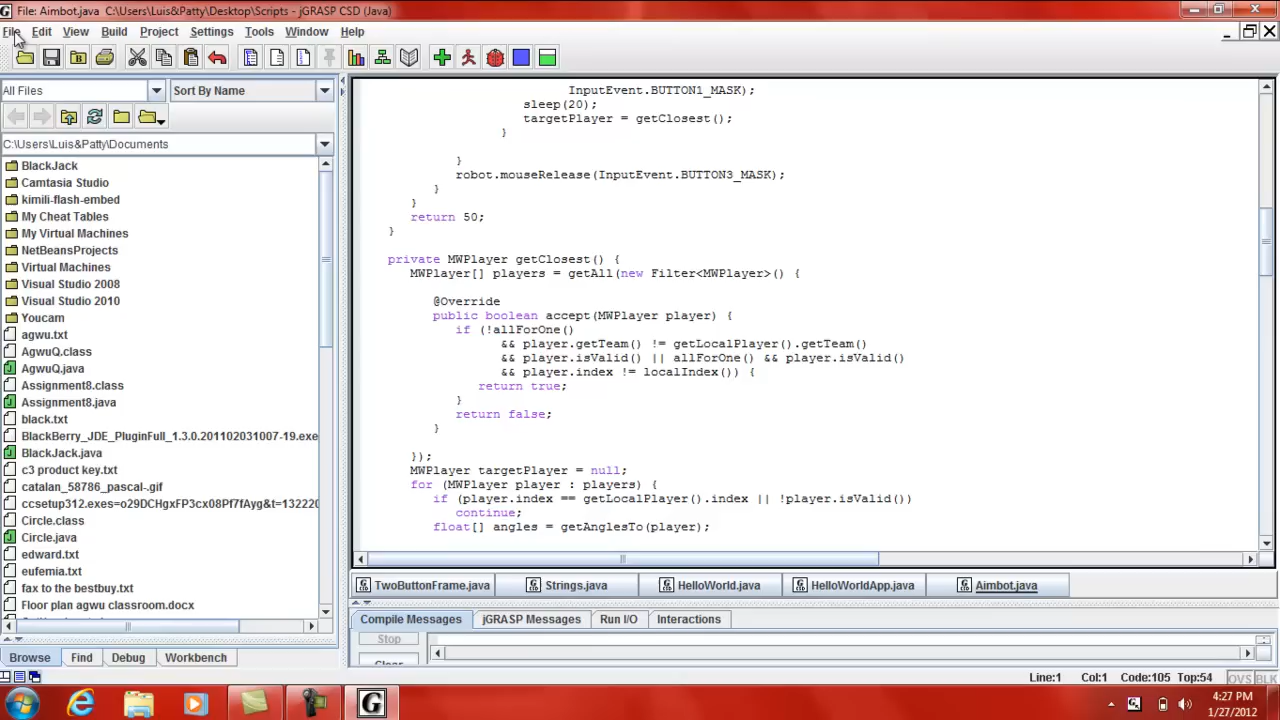 File: Aimbot.java  C:\Users\Luis&Patty\Desktop\Scripts - jGRASP CSD (Java)
File Edit View Build Project Settings Tools Window Help
All Files Sort By Name
C:\Users\Luis&Patty\Documents
BlackJack
Camtasia Studio
kimili-flash-embed
My Cheat Tables
My Virtual Machines
NetBeansProjects
Virtual Machines
Visual Studio 2008
Visual Studio 2010
Youcam
agwu.txt
AgwuQ.class
AgwuQ.java
Assignment8.class
Assignment8.java
black.txt
BlackBerry_JDE_PluginFull_1.3.0.201102031007-19.exe
BlackJack.java
c3 product key.txt
catalan_58786_pascal-.gif
ccsetup312.exes=o29DCHgxFP3cx08Pf7fAyg&t=132220
Circle.class
Circle.java
edward.txt
eufemia.txt
fax to the bestbuy.txt
Floor plan agwu classroom.docx
Browse Find Debug Workbench
InputEvent.BUTTON1_MASK);
sleep(20);
targetPlayer = getClosest();
}
}
robot.mouseRelease(InputEvent.BUTTON3_MASK);
}
}
return 50;
}
private MWPlayer getClosest() {
MWPlayer[] players = getAll(new Filter<MWPlayer>() {
@Override
public boolean accept(MWPlayer player) {
if (!allForOne()
&& player.getTeam() != getLocalPlayer().getTeam()
&& player.isValid() || allForOne() && player.isValid()
&& player.index != localIndex()) {
return true;
}
return false;
}
});
MWPlayer targetPlayer = null;
for (MWPlayer player : players) {
if (player.index == getLocalPlayer().index || !player.isValid())
continue;
float[] angles = getAnglesTo(player);
TwoButtonFrame.java Strings.java HelloWorld.java HelloWorldApp.java Aimbot.java
Compile Messages jGRASP Messages Run I/O Interactions
Stop
Clear
Line:1 Col:1 Code:105 Top:54 OVS BLK
4:27 PM
1/27/2012